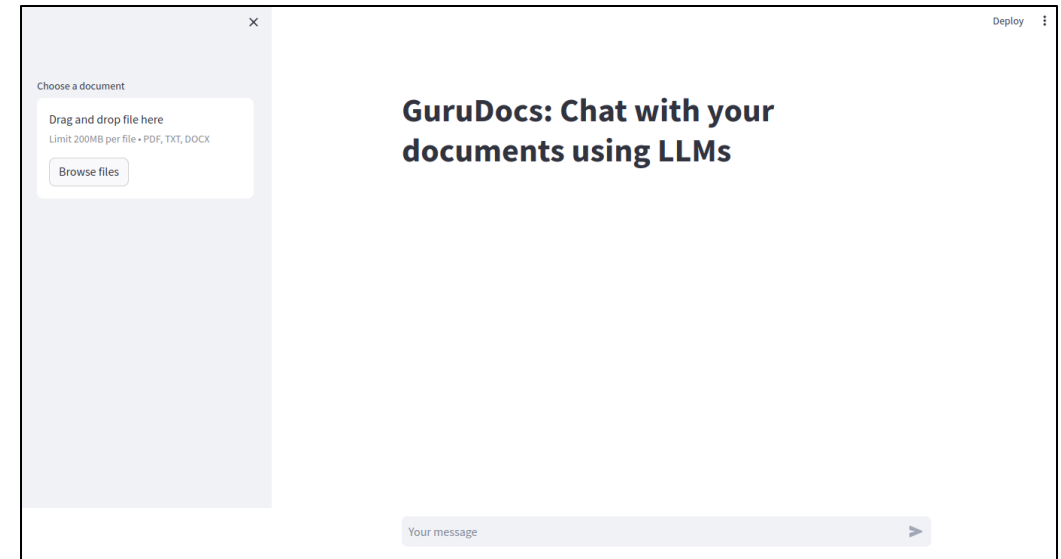 Deploy
Choose a document
Drag and drop file here
Limit 200MB per file • PDF, TXT, DOCX
Browse files
GuruDocs: Chat with your
documents using LLMs
Your message